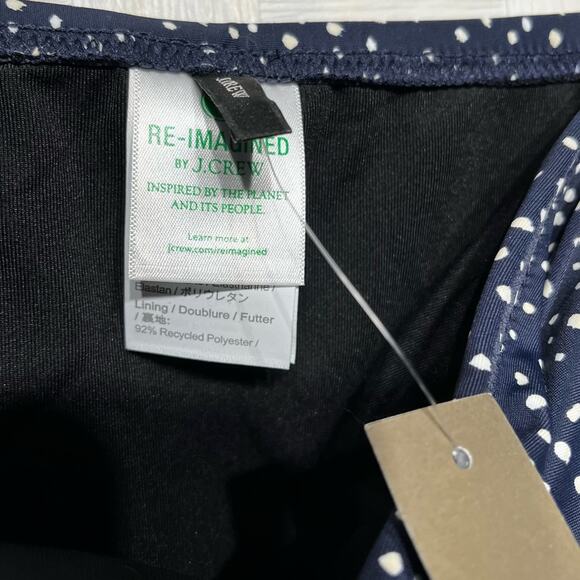 J.CREW
RE-IMAGINED
BY J.CREW
INSPIRED BY THE PLANET
AND ITS PEOPLE.
Learn more at
jcrew.com/reimagined
Elasthanne /
Elastan / ポリウレタン
Lining / Doublure / Futter
/ 裏地:
92% Recycled Polyester /